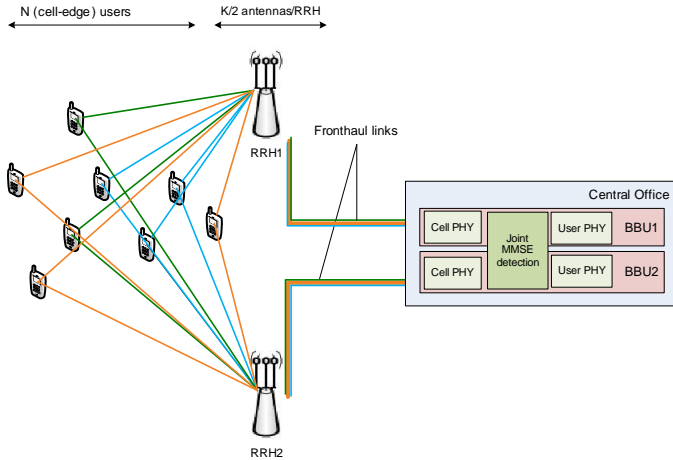 N (cell-edge) users
K/2 antennas/RRH
RRH1
Fronthaul links
Central Office
Cell PHY
Joint
MMSE
detection
User PHY
BBU1
Cell PHY
User PHY
BBU2
RRH2